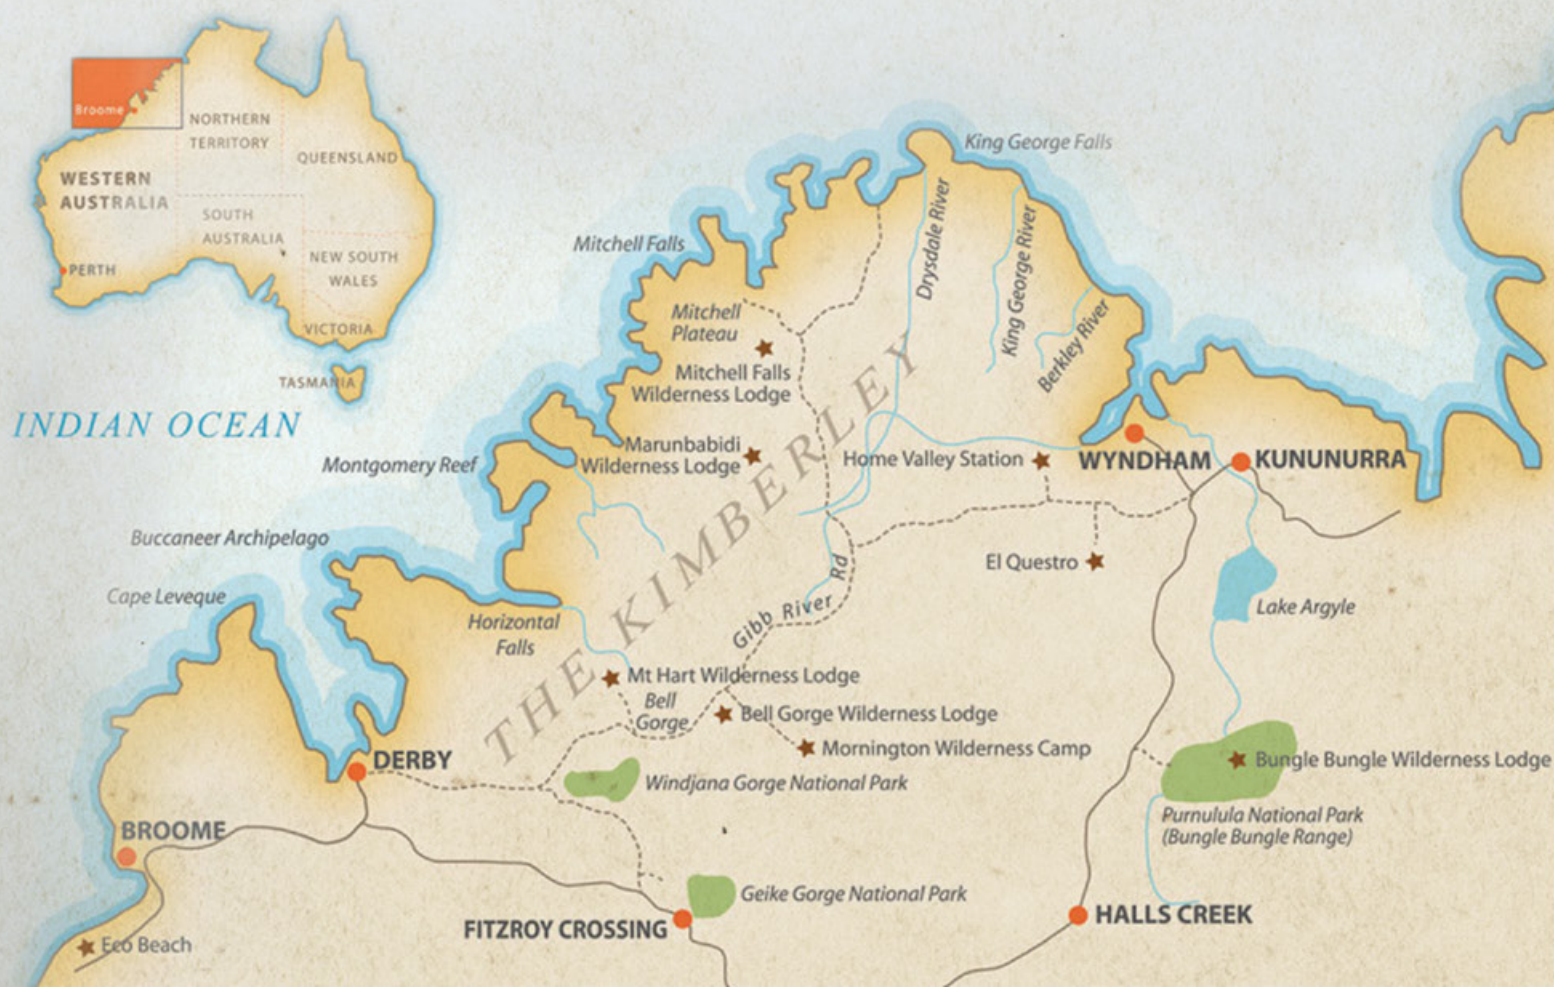 Broome
NORTHERN
TERRITORY
QUEENSLAND
WESTERN
AUSTRALIA
SOUTH
AUSTRALIA
NEW SOUTH
WALES
PERTH
VICTORIA
TASMANIA
INDIAN OCEAN
King George Falls
Mitchell Falls
Drysdale River
King George River
Berkley River
Mitchell
Plateau
Mitchell Falls
Wilderness Lodge
THE KIMBERLEY
Marunbabidi
Wilderness Lodge
Montgomery Reef
Home Valley Station
WYNDHAM
KUNUNURRA
Buccaneer Archipelago
El Questro
Cape Leveque
Lake Argyle
Horizontal
Falls
Gibb River Rd
Mt Hart Wilderness Lodge
Bell
Gorge
Bell Gorge Wilderness Lodge
Mornington Wilderness Camp
DERBY
Windjana Gorge National Park
Bungle Bungle Wilderness Lodge
Purnulula National Park
(Bungle Bungle Range)
BROOME
Geike Gorge National Park
FITZROY CROSSING
HALLS CREEK
Eco Beach